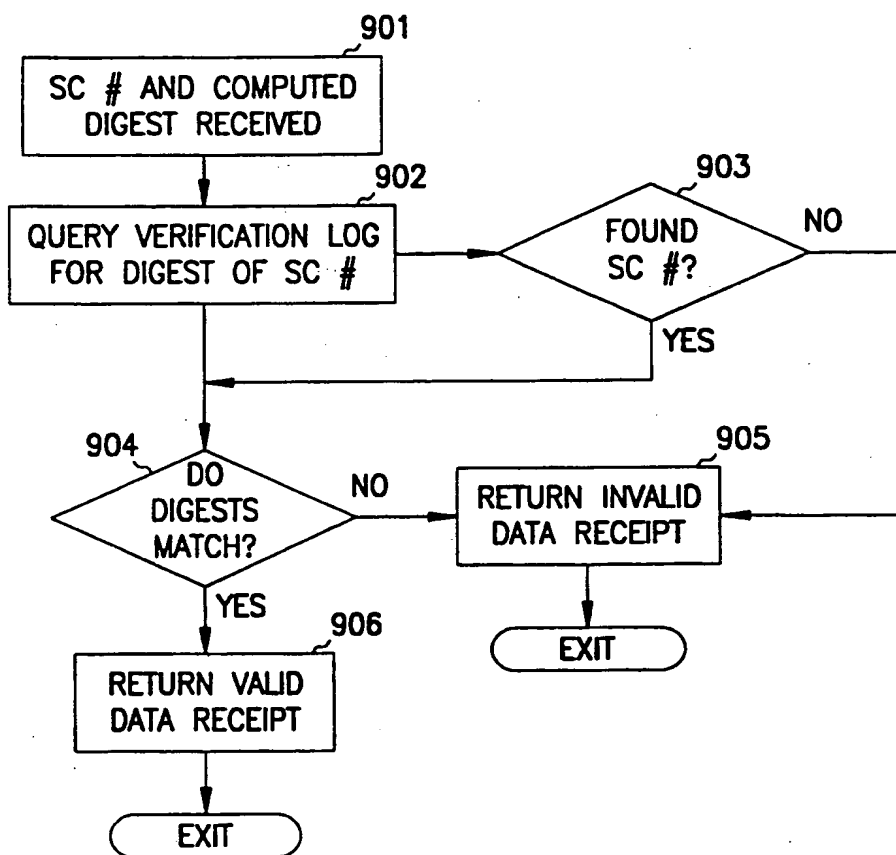 901
SC # AND COMPUTED
DIGEST RECEIVED
902
QUERY VERIFICATION LOG
FOR DIGEST OF SC #
903
FOUND
SC #?
NO
YES
904
DO
DIGESTS
MATCH?
NO
YES
905
RETURN INVALID
DATA RECEIPT
EXIT
906
RETURN VALID
DATA RECEIPT
EXIT